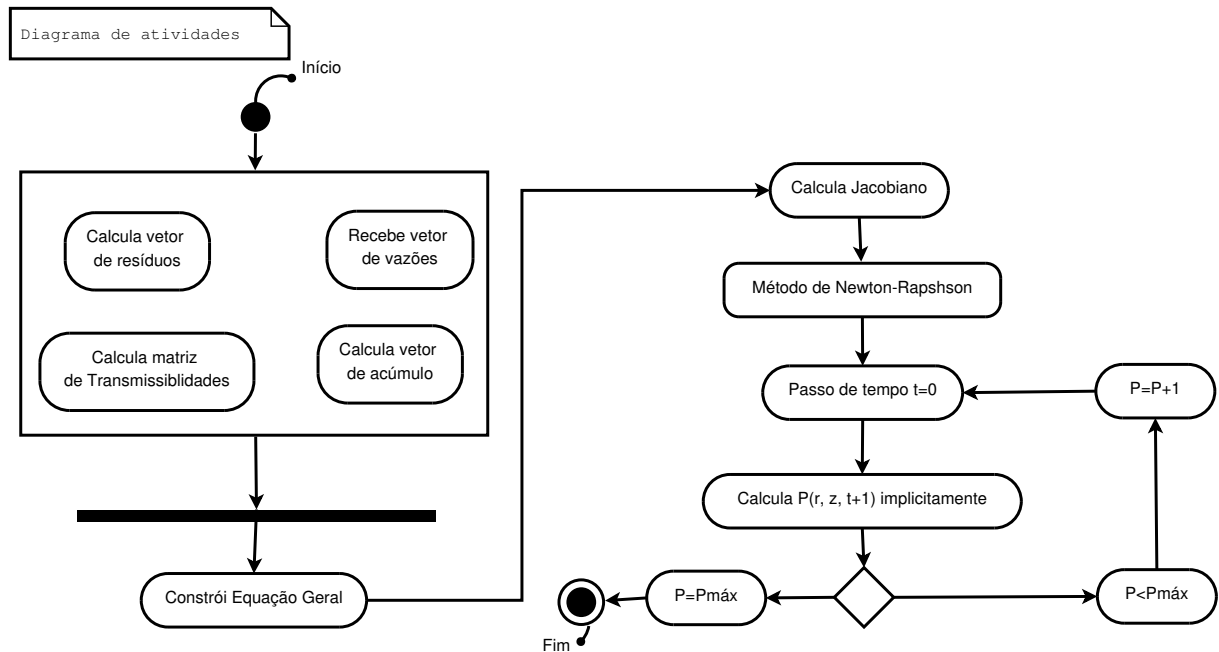 Diagrama de atividades
Início
Calcula vetor
de resíduos
Recebe vetor
de vazões
Calcula matriz
de Transmissiblidades
Calcula vetor
de acúmulo
Constrói Equação Geral
Calcula Jacobiano
Método de Newton-Rapshson
Passo de tempo t=0
P=P+1
Calcula P(r, z, t+1) implicitamente
P=Pmáx
P<Pmáx
Fim